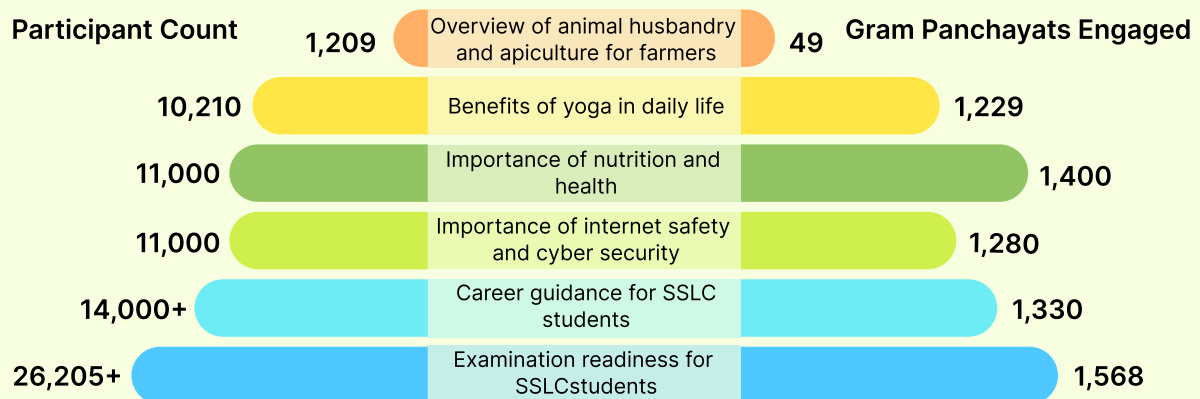 Participant Count
Gram Panchayats Engaged
1,209
Overview of animal husbandry
and apiculture for farmers
49
10,210
Benefits of yoga in daily life
1,229
11,000
Importance of nutrition and
health
1,400
11,000
Importance of internet safety
and cyber security
1,280
14,000+
Career guidance for SSLC
students
1,330
26,205+
Examination readiness for
SSLCstudents
1,568